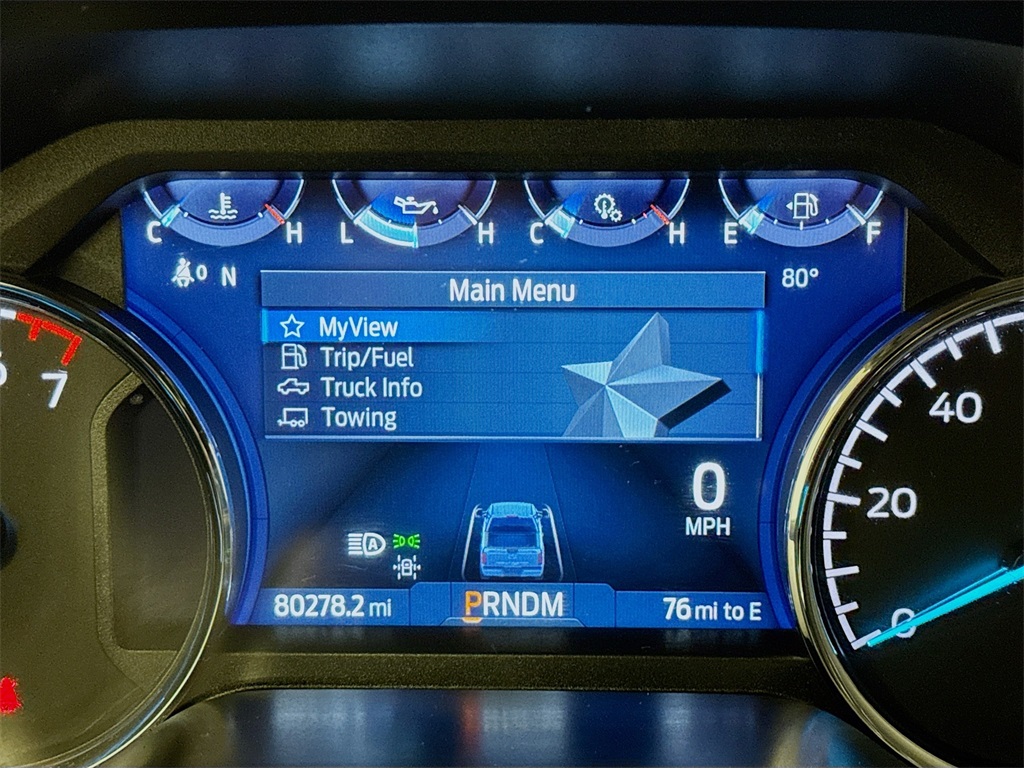 C H L H C H E F
0 N 80°
Main Menu
MyView
Trip/Fuel
Truck Info
Towing
7
40
20
0
0
MPH
A
80278.2 mi PRNDM 76 mi to E